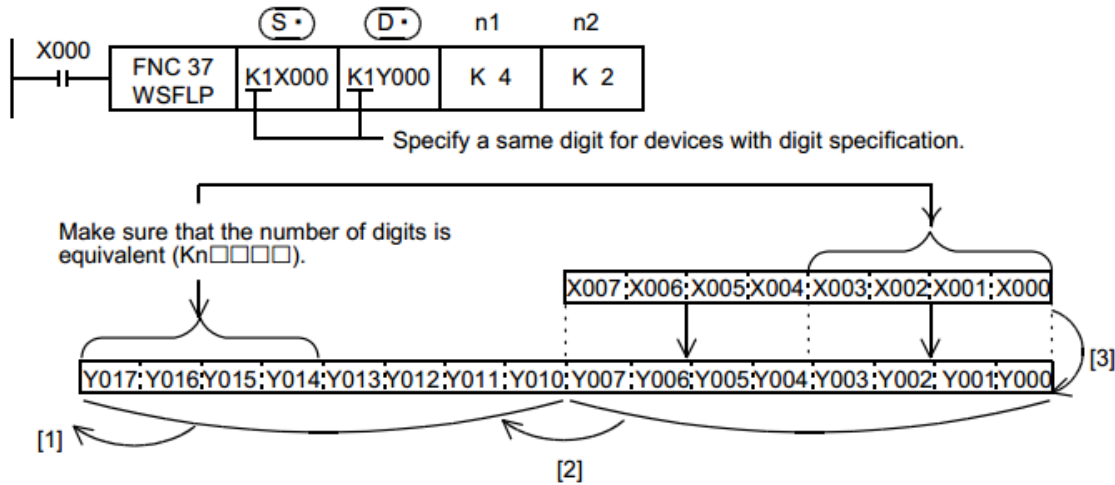 S· D· n1 n2
X000
FNC 37 K1X000 K1Y000 K 4 K 2
WSFLP
Specify a same digit for devices with digit specification.
Make sure that the number of digits is
equivalent (Kn□□□□).
X007 X006 X005 X004 X003 X002 X001 X000
[3]
Y017 Y016 Y015 Y014 Y013 Y012 Y011 Y010 Y007 Y006 Y005 Y004 Y003 Y002 Y001 Y000
[1]
[2]